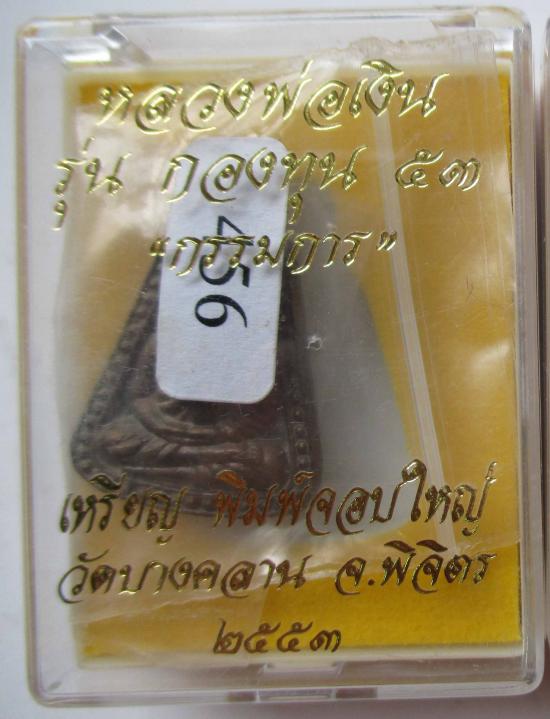 หลวงพ่อเงิน
รุ่น กองทุน ๕๓
"กรรมการ"
756
เหรียญ พิมพ์จอบใหญ่
วัดบางคลาน จ.พิจิตร
๒๕๕๓